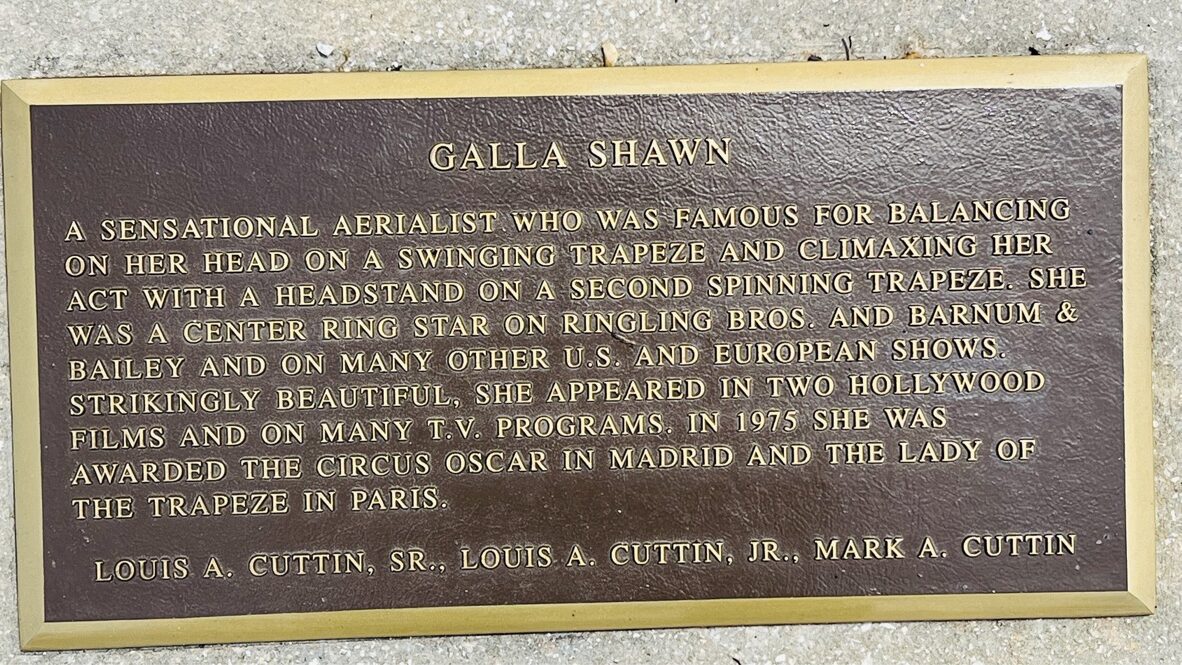 GALLA SHAWN
A SENSATIONAL AERIALIST WHO WAS FAMOUS FOR BALANCING
ON HER HEAD ON A SWINGING TRAPEZE AND CLIMAXING HER
ACT WITH A HEADSTAND ON A SECOND SPINNING TRAPEZE. SHE
WAS A CENTER RING STAR ON RINGLING BROS. AND BARNUM &
BAILEY AND ON MANY OTHER U.S. AND EUROPEAN SHOWS.
STRIKINGLY BEAUTIFUL, SHE APPEARED IN TWO HOLLYWOOD
FILMS AND ON MANY T.V. PROGRAMS. IN 1975 SHE WAS
AWARDED THE CIRCUS OSCAR IN MADRID AND THE LADY OF
THE TRAPEZE IN PARIS.
LOUIS A. CUTTIN, SR., LOUIS A. CUTTIN, JR., MARK A. CUTTIN